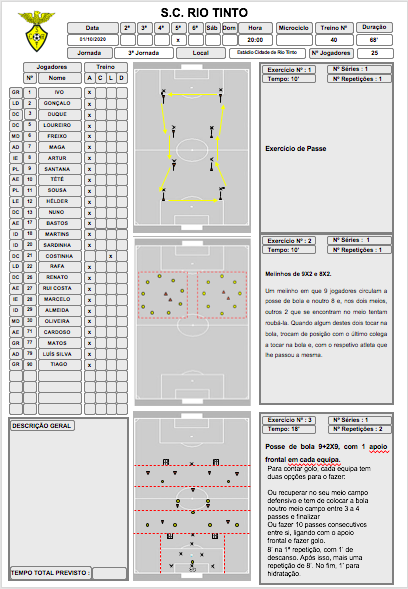 S.C. RIO TINTO
Data 2ª 3ª 4ª 5ª 6ª Sáb Dom Hora Microciclo Treino Nº Duração
01/10/2020 x 20:00 40 68'
Jornada 3ª Jornada Local Estádio Cidade de Rio Tinto Nº Jogadores 25
Jogadores Treino
Nº Nome A C L D
GR 1 IVO x
LD 2 GONÇALO x
DC 3 DUQUE x
DC 5 LOUREIRO x
MD 6 FREIXO x
AD 7 MAGA x
IE 8 ARTUR x
PL 9 SANTANA x
AE 10 TÉTÉ x
PL 11 SOUSA x
LE 12 HÉLDER x
DC 13 NUNO x
AE 17 BASTOS x
ID 18 MARTINS x
ID 20 SARDINHA x
DC 21 COSTINHA x
LD 22 RAFA x
DC 26 RENATO x
AE 27 RUI COSTA x
IE 28 MARCELO x
ID 29 ALMEIDA x
MD 30 OLIVEIRA x
AE 71 CARDOSO x
GR 77 MATOS x
AD 79 LUÍS SILVA x
GR 90 TIAGO x
DESCRIÇÃO GERAL
TEMPO TOTAL PREVISTO :
Exercício Nº : 1 Nº Séries : 1
Tempo: 10' Nº Repetições : 1
Exercício de Passe
Exercício Nº : 2 Nº Séries : 1
Tempo: 10' Nº Repetições : 1
Meiinhos de 9X2 e 8X2.
Um meiinho em que 9 jogadores circulam a
posse de bola e noutro 8 e, nos dois meios,
outros 2 que se encontram no meio tentam
roubá-la. Quando algum destes dois tocar na
bola, trocam de posição com o último colega
a tocar na bola e, com o respetivo atleta que
lhe passou a mesma.
Exercício Nº : 3 Nº Séries : 1
Tempo: 18' Nº Repetições : 2
Posse de bola 9+2X9, com 1 apoio
frontal em cada equipa.
Para contar golo, cada equipa tem
duas opções para o fazer:
Ou recuperar no seu meio campo
defensivo e tem de colocar a bola
noutro meio campo entre 3 a 4
passes e finalizar
Ou fazer 10 passes consecutivos
entre si, ligando com o apoio
frontal e fazer golo.
8' na 1ª repetição, com 1' de
descanso. Após isso, mais uma
repetição de 8'. No fim, 1' para
hidratação.